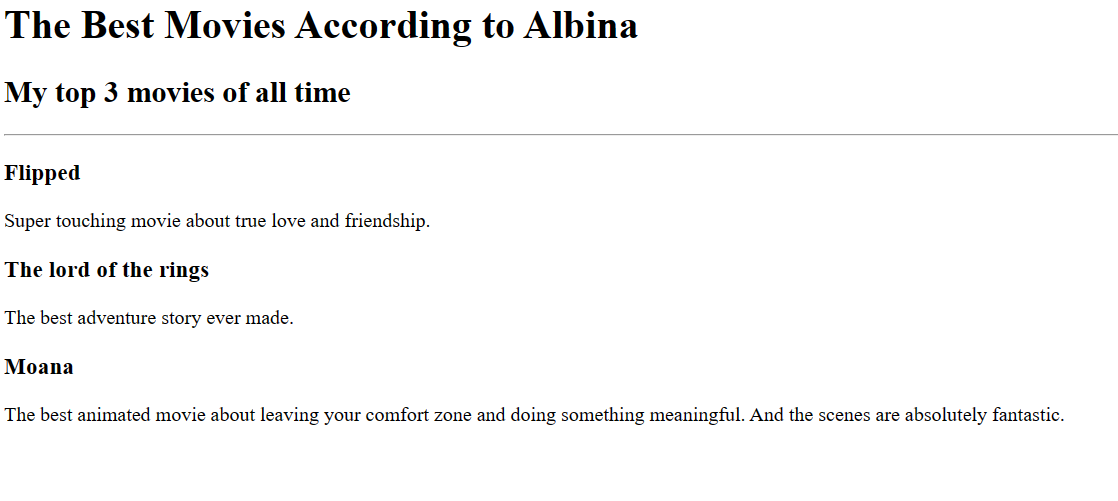 The Best Movies According to Albina
My top 3 movies of all time
Flipped
Super touching movie about true love and friendship.
The lord of the rings
The best adventure story ever made.
Moana
The best animated movie about leaving your comfort zone and doing something meaningful. And the scenes are absolutely fantastic.